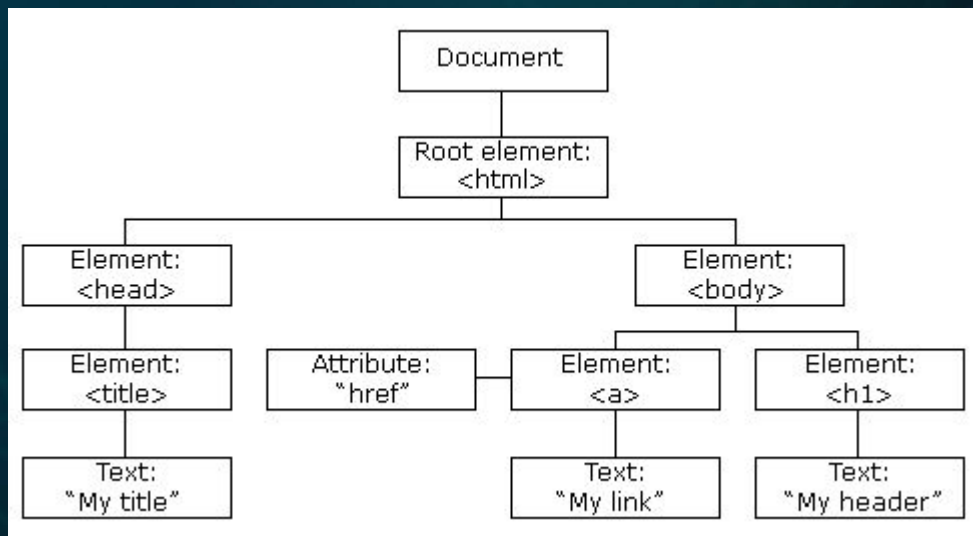 Document
Root element:
<html>
Element:
<head>
Element:
<body>
Element:
<title>
Attribute:
“href”
Element:
<a>
Element:
<h1>
Text:
“My title”
Text:
“My link”
Text:
“My header”